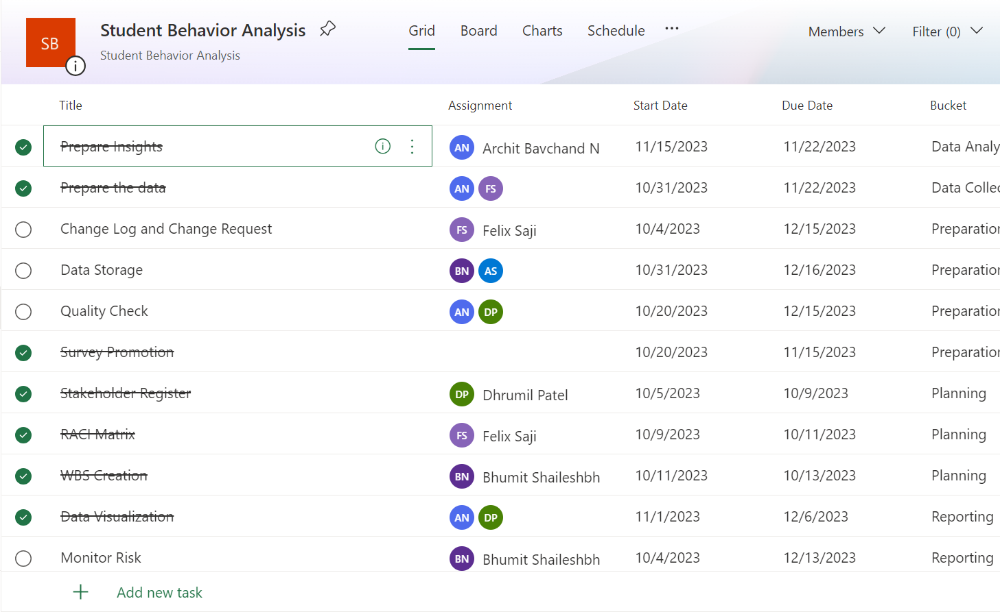 SB
Student Behavior Analysis
Student Behavior Analysis
Grid Board Charts Schedule ...
Members Filter (0)
Title Assignment Start Date Due Date Bucket
Prepare Insights AN Archit Bavchand N 11/15/2023 11/22/2023 Data Analy
Prepare the data AN FS 10/31/2023 11/22/2023 Data Collec
Change Log and Change Request FS Felix Saji 10/4/2023 12/15/2023 Preparation
Data Storage BN AS 10/31/2023 12/16/2023 Preparation
Quality Check AN DP 10/20/2023 12/15/2023 Preparation
Survey Promotion 10/20/2023 11/15/2023 Preparation
Stakeholder Register DP Dhrumil Patel 10/5/2023 10/9/2023 Planning
RACI Matrix FS Felix Saji 10/9/2023 10/11/2023 Planning
WBS Creation BN Bhumit Shaileshbh 10/11/2023 10/13/2023 Planning
Data Visualization AN DP 11/1/2023 12/6/2023 Reporting
Monitor Risk BN Bhumit Shaileshbh 10/4/2023 12/13/2023 Reporting
+ Add new task